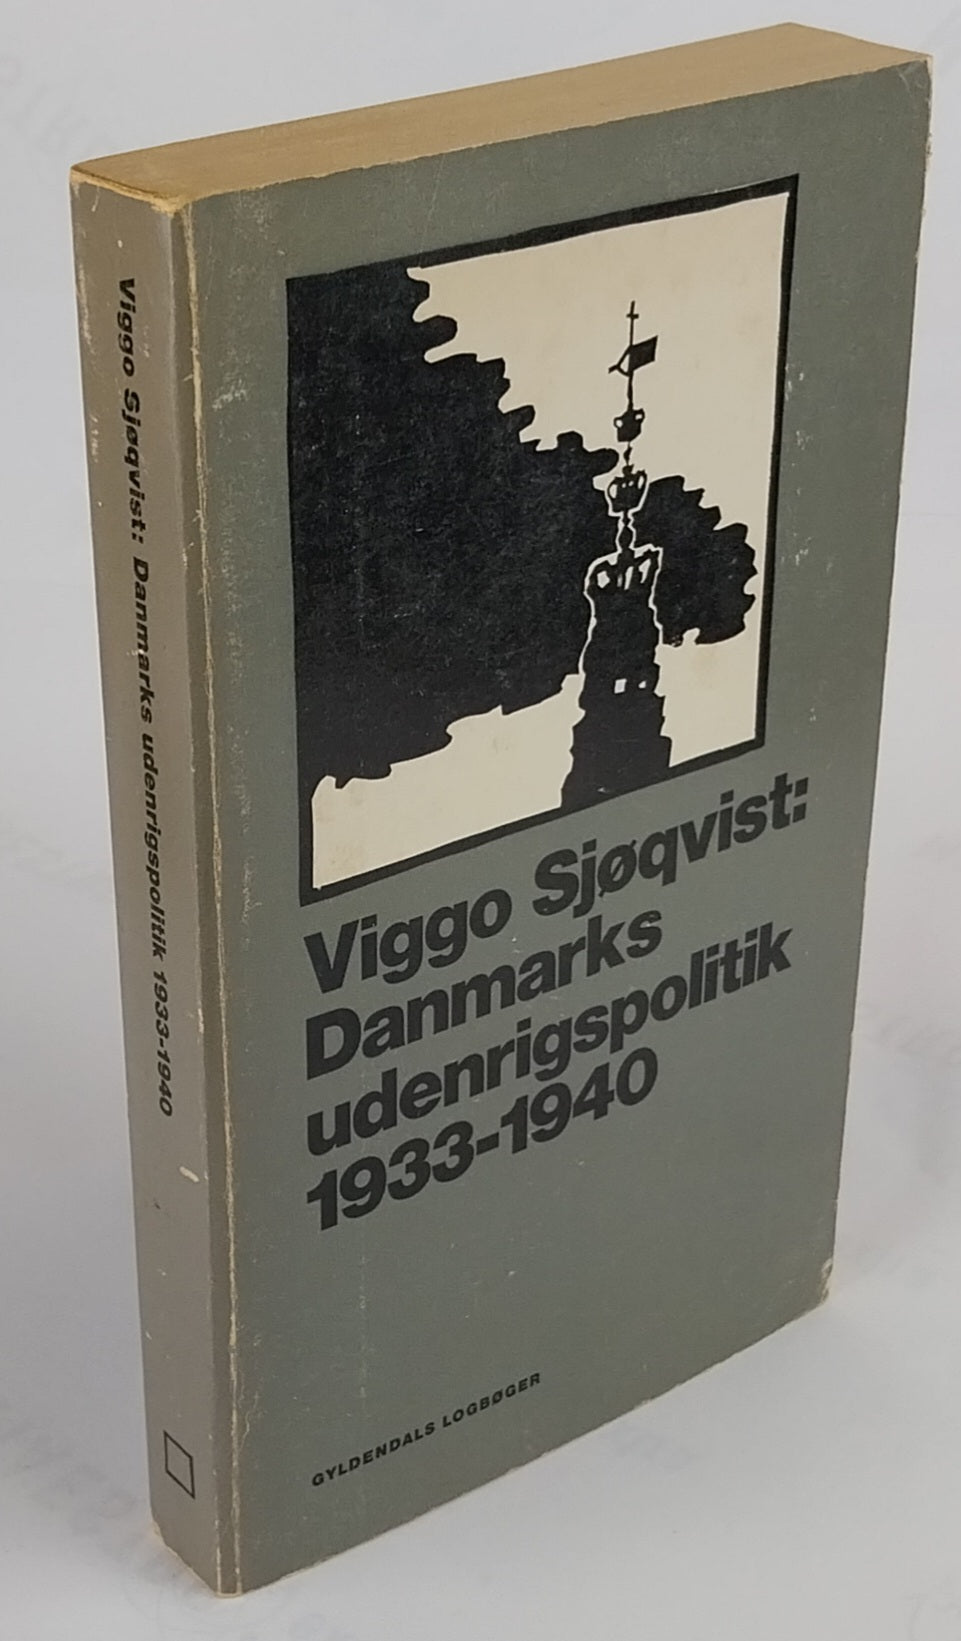 Viggo Sjøqvist: Danmarks udenrigspolitik 1933-1940
Viggo Sjøqvist:
Danmarks
udenrigspolitik
1933-1940
GYLDENDALS LOGBØGER